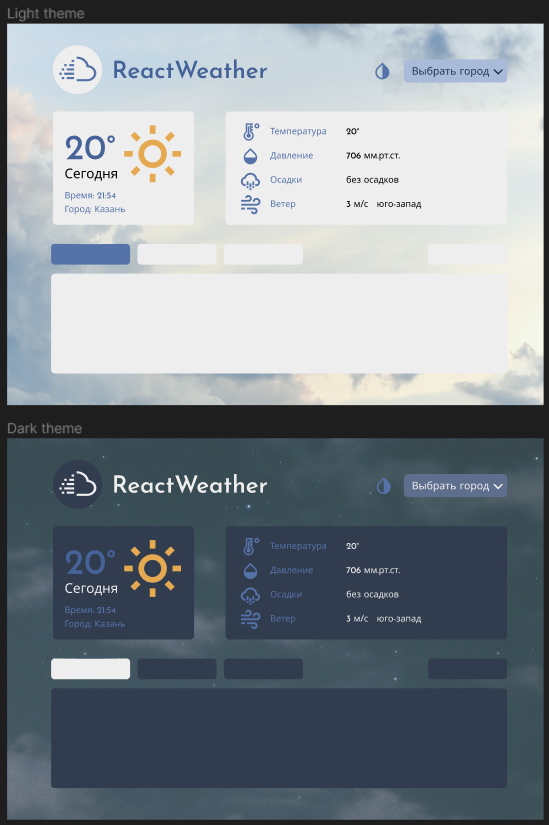 Light theme
ReactWeather
Выбрать город
20°
Сегодня
Время: 21:54
Город: Казань
Температура 20°
Давление 706 мм.рт.ст.
Осадки без осадков
Ветер 3 м/с юго-запад
Dark theme
ReactWeather
Выбрать город
20°
Сегодня
Время: 21:54
Город: Казань
Температура 20°
Давление 706 мм.рт.ст.
Осадки без осадков
Ветер 3 м/с юго-запад